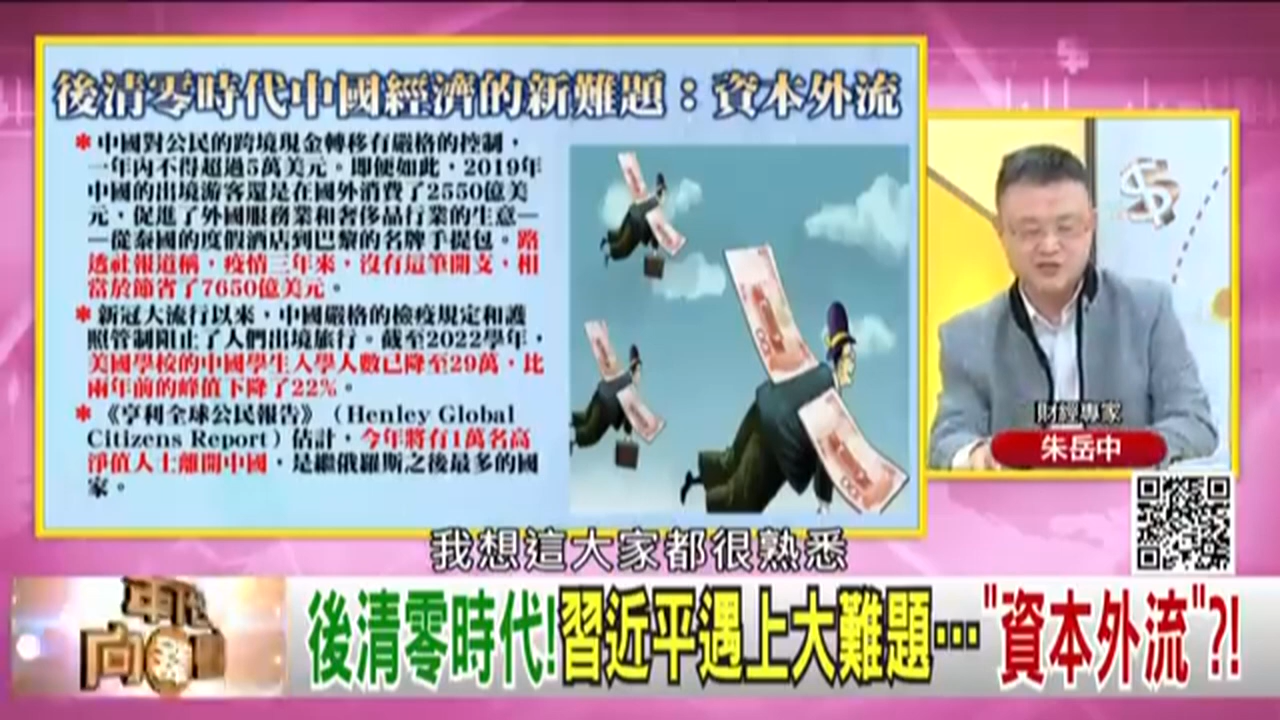 後清零時代中國經濟的新難題：資本外流
＊中國對公民的跨境現金轉移有嚴格的控制，
一年內不得超過5萬美元。即便如此，2019年
中國的出境游客還是在國外消費了2550億美
元，促進了外國服務業和奢侈品行業的生意—
—從泰國的度假酒店到巴黎的名牌手提包。路
透社報道稱，疫情三年來，沒有這筆開支，相
當於節省了7650億美元。
＊新冠大流行以來，中國嚴格的檢疫規定和護
照管制阻止了人們出境旅行。截至2022學年，
美國學校的中國學生入學人數已降至29萬，比
兩年前的峰值下降了22%。
＊《亨利全球公民報告》（Henley Global
Citizens Report）估計，今年將有1萬名高
淨值人士離開中國，是繼俄羅斯之後最多的國
家。
財經專家
朱岳中
我想這大家都很熟悉
向錢
後清零時代!習近平遇上大難題…"資本外流"?!